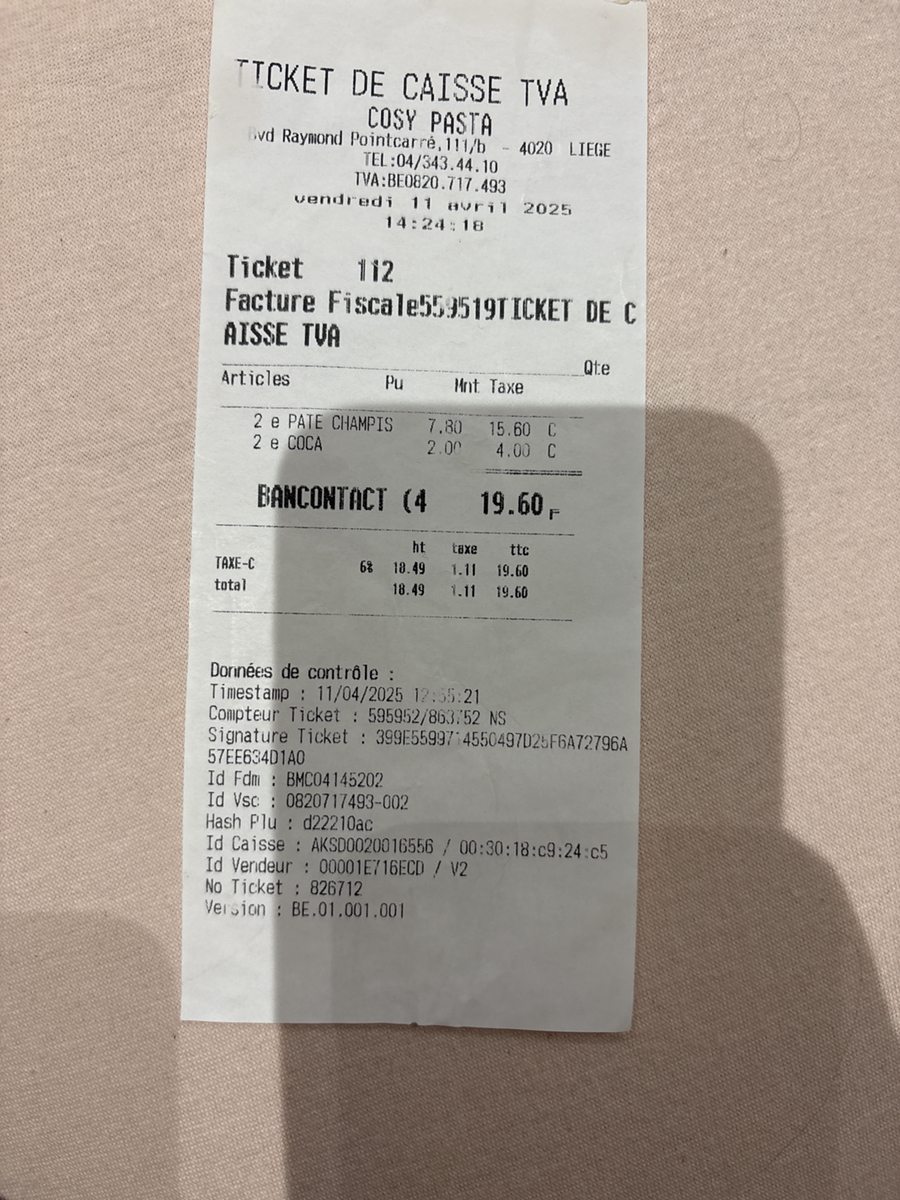 TICKET DE CAISSE TVA
COSY PASTA
Bvd Raymond Pointcarré,111/b - 4020 LIEGE
TEL:04/343.44.10
TVA:BE0820.717.493
vendredi 11 avril 2025
14:24:18
Ticket 112
Facture Fiscale559519TICKET DE C
AISSE TVA
Qte
Articles Pu Mnt Taxe
2 e PATE CHAMPIS 7.80 15.60 C
2 e COCA 2.00 4.00 C
BANCONTACT (4 19.60
ht taxe ttc
TAXE-C 6% 18.49 1.11 19.60
total 18.49 1.11 19.60
Données de contrôle :
Timestamp : 11/04/2025
Compteur Ticket : NS
Signature Ticket :
57EE634D1A0
Id Fdm : BMC04145202
Id Vsc : 0820717493-002
Hash Plu : d22210ac
Id Caisse : AKSD0020016556 / 00:30:18:c9:24:c5
Id Vendeur : 00001E716ECD / V2
No Ticket : 826712
Version : BE.01.001.001